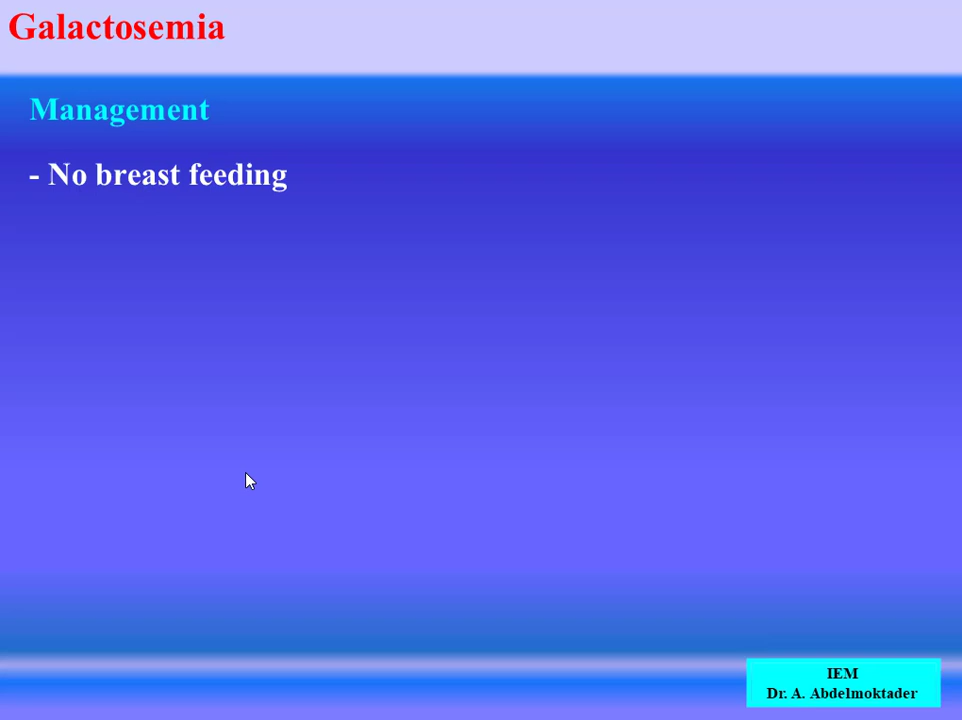 Galactosemia
Management
- No breast feeding
IEM
Dr. A. Abdelmoktader